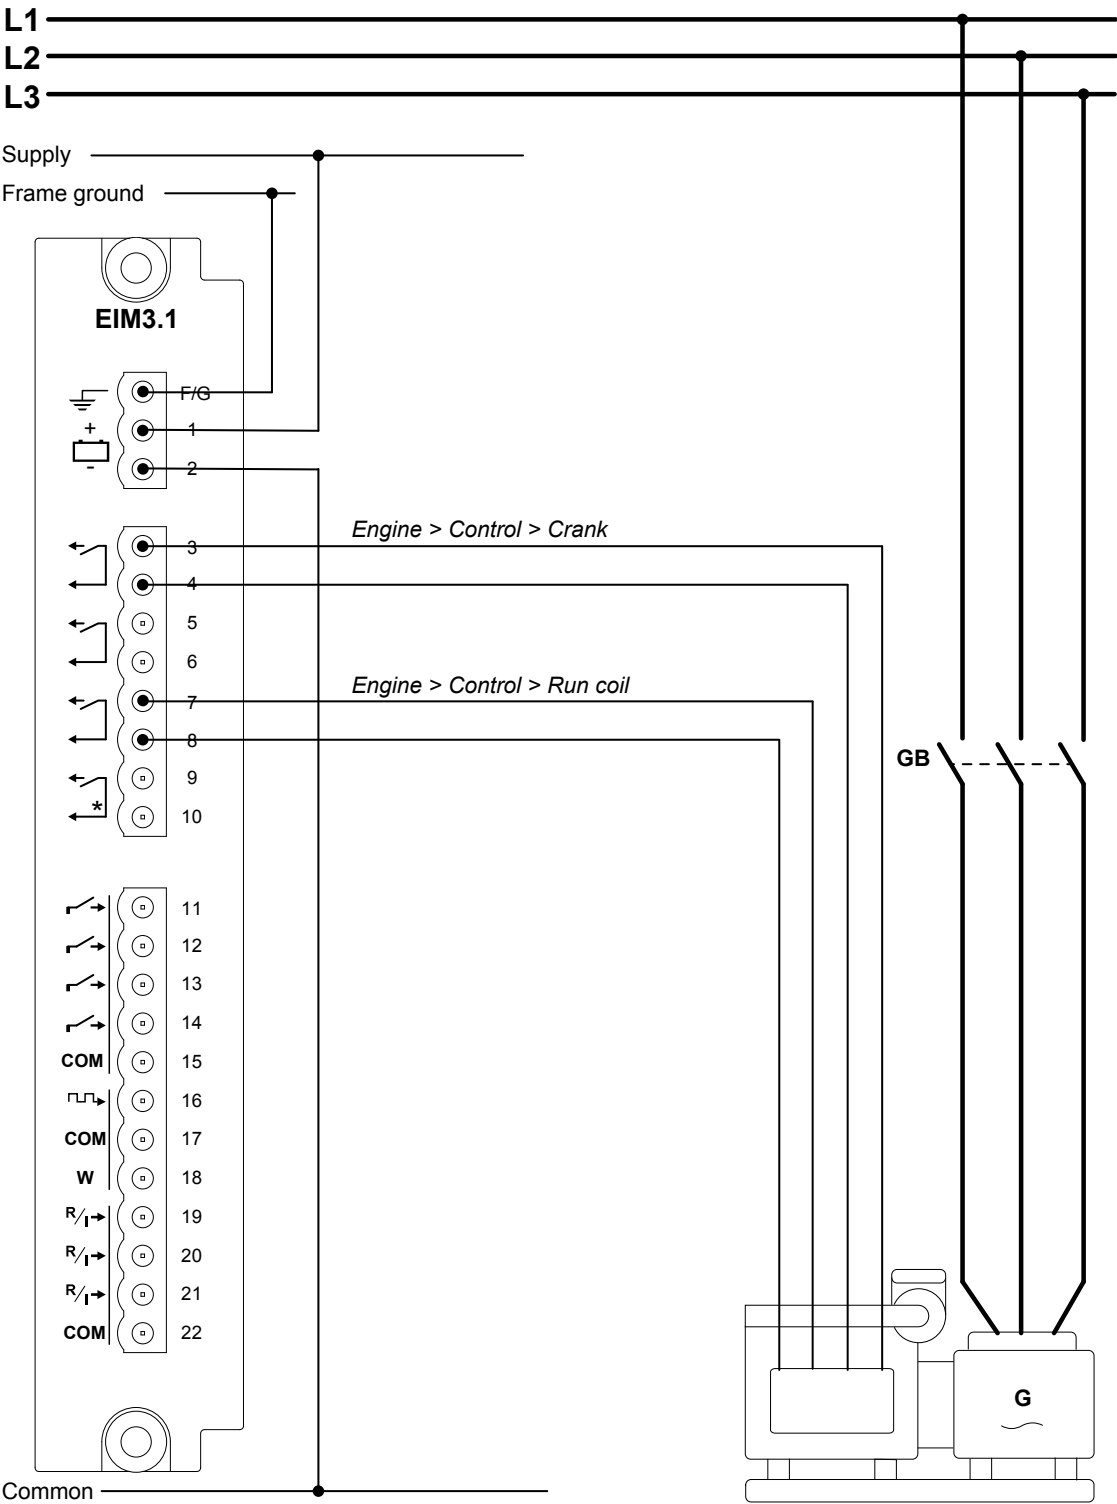 L1
L2
L3
Supply
Frame ground
EIM3.1
F/G
+
1
-
2
Engine > Control > Crank
3
4
5
6
Engine > Control > Run coil
7
8
GB
9
*
10
11
12
13
14
COM 15
16
COM 17
W 18
R/I 19
R/I 20
R/I 21
COM 22
G
Common